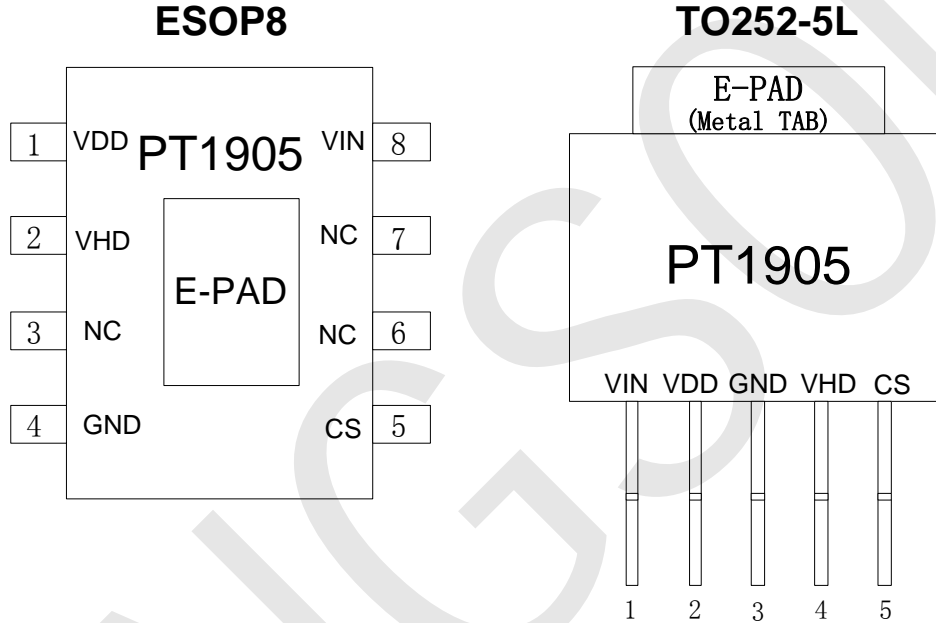 ESOP8
1 VDD PT1905 VIN 8
2 VHD NC 7
E-PAD
3 NC NC 6
4 GND CS 5
TO252-5L
E-PAD
(Metal TAB)
PT1905
VIN VDD GND VHD CS
1 2 3 4 5